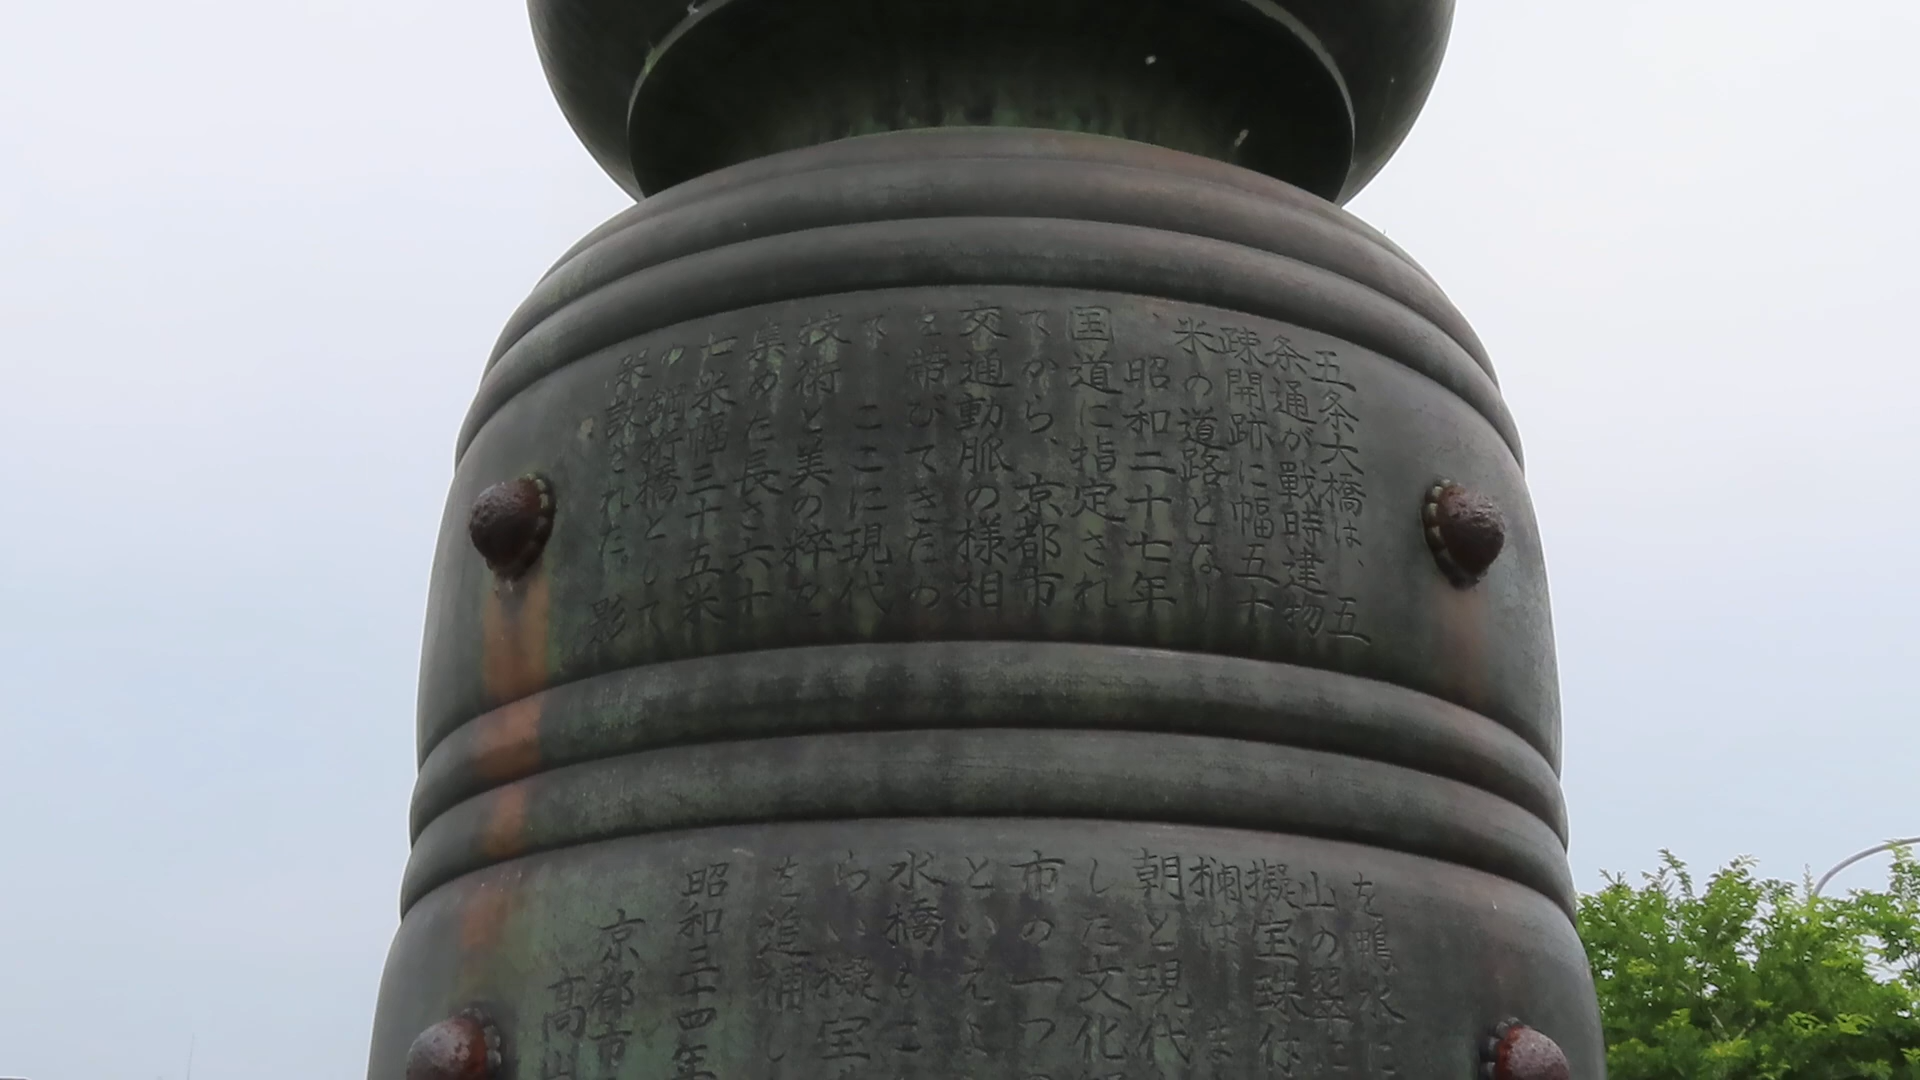 五条大橋は、五
条通が戦時建物
疎開跡に幅五十
米の道路となり
昭和二十七年
国道に指定され
てから、京都市
交通動脈の様相
を帯びてきたの
で ここに現代
技術と美の粋を
集めた長さ六十
七米幅三十五米
の鋼桁橋として
架設された。影
を鴨水に
山の翠に
擬宝珠付
欄は、ま
朝と現代
した文化
市の一つの
といえよ
水橋もこ
らい擬宝
を追補し
昭和三十四年
京都市
高山